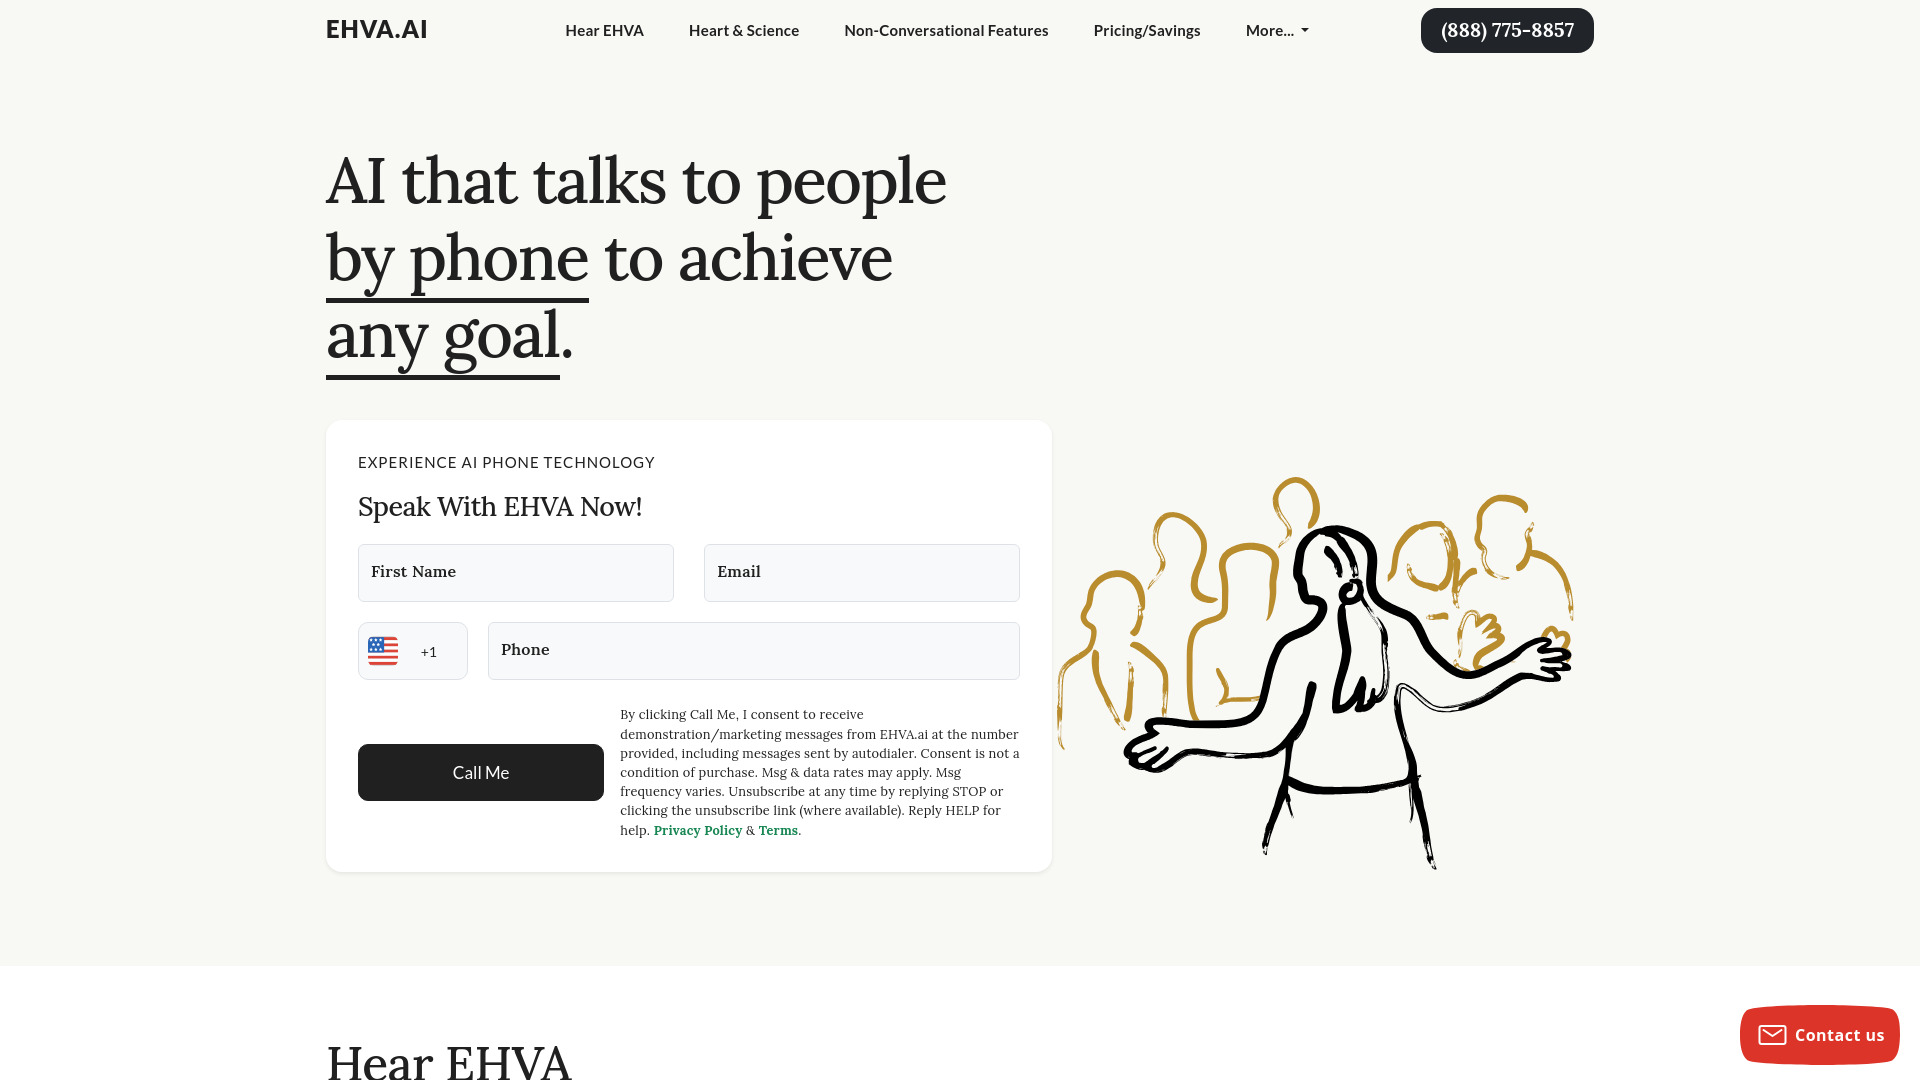 EHVA.AI
Hear EHVA
Heart & Science
Non-Conversational Features
Pricing/Savings
More...
(888) 775-8857
AI that talks to people
by phone to achieve
any goal.
EXPERIENCE AI PHONE TECHNOLOGY
Speak With EHVA Now!
First Name
Email
+1
Phone
By clicking Call Me, I consent to receive
demonstration/marketing messages from EHVA.ai at the number
provided, including messages sent by autodialer. Consent is not a
condition of purchase. Msg & data rates may apply. Msg
frequency varies. Unsubscribe at any time by replying STOP or
clicking the unsubscribe link (where available). Reply HELP for
help. Privacy Policy & Terms.
Call Me
Hear EHVA
Contact us